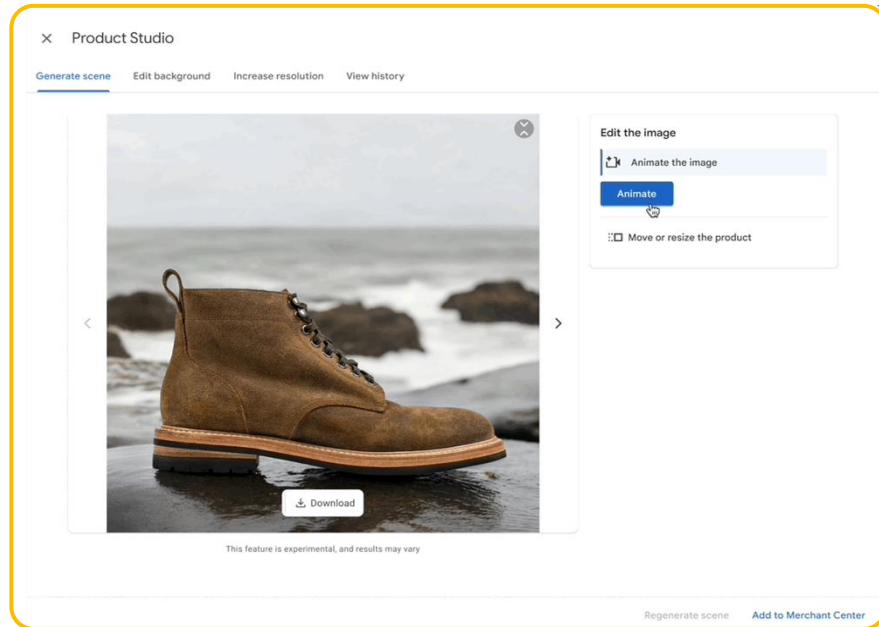 Product Studio
Generate scene Edit background Increase resolution View history
Edit the image
Animate the image
Animate
Move or resize the product
Download
This feature is experimental, and results may vary
Regenerate scene Add to Merchant Center